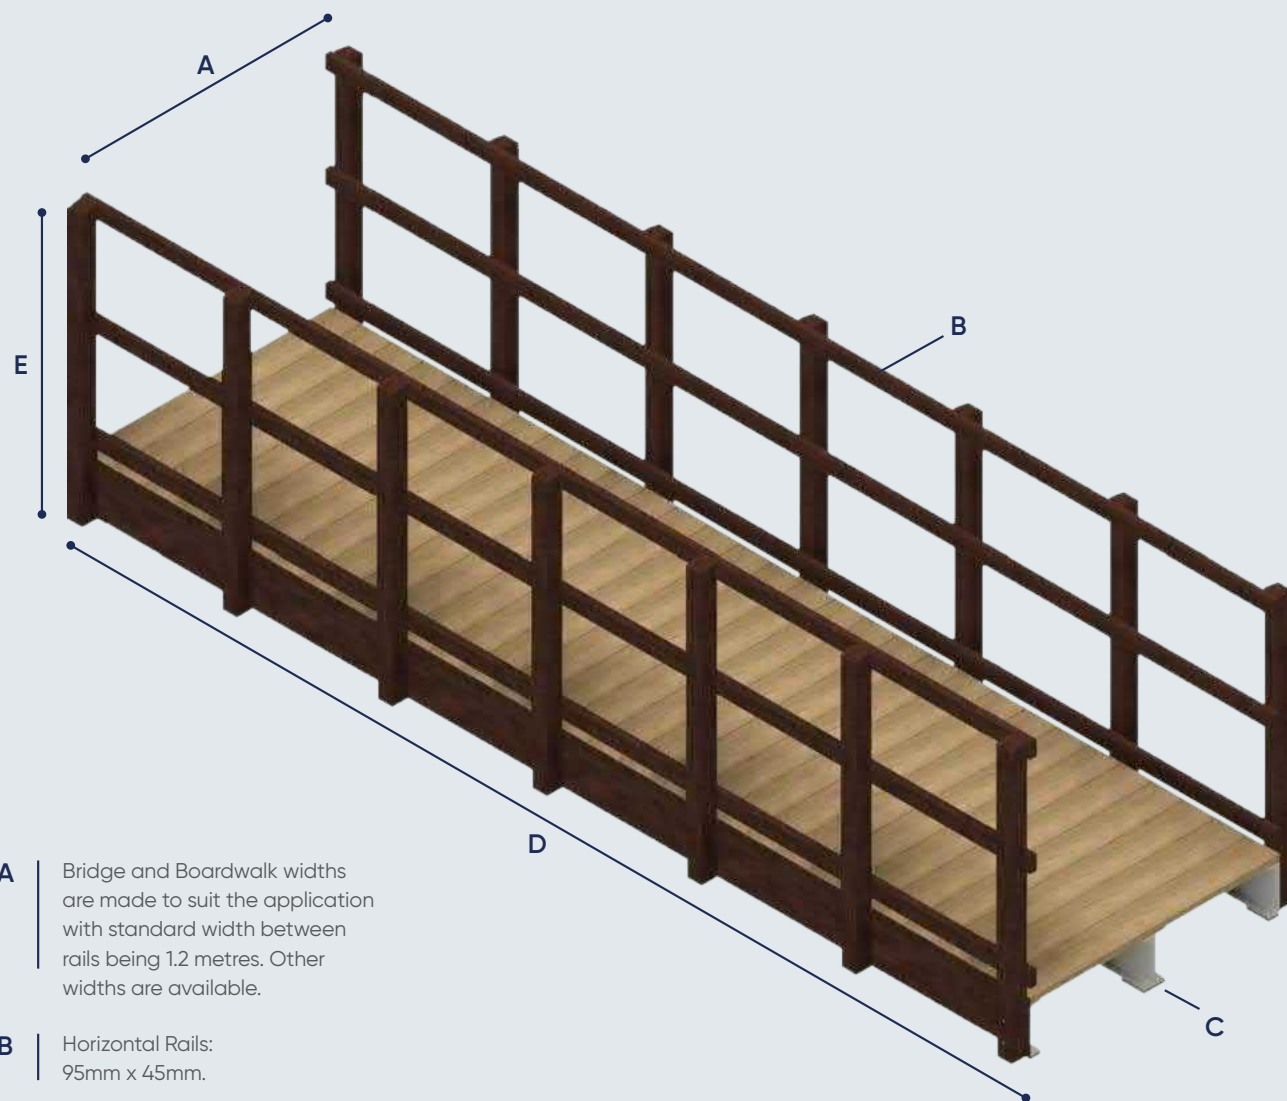 A
B
E
D
C
A
Bridge and Boardwalk widths
are made to suit the application
with standard width between
rails being 1.2 metres. Other
widths are available.
B
Horizontal Rails:
95mm x 45mm.